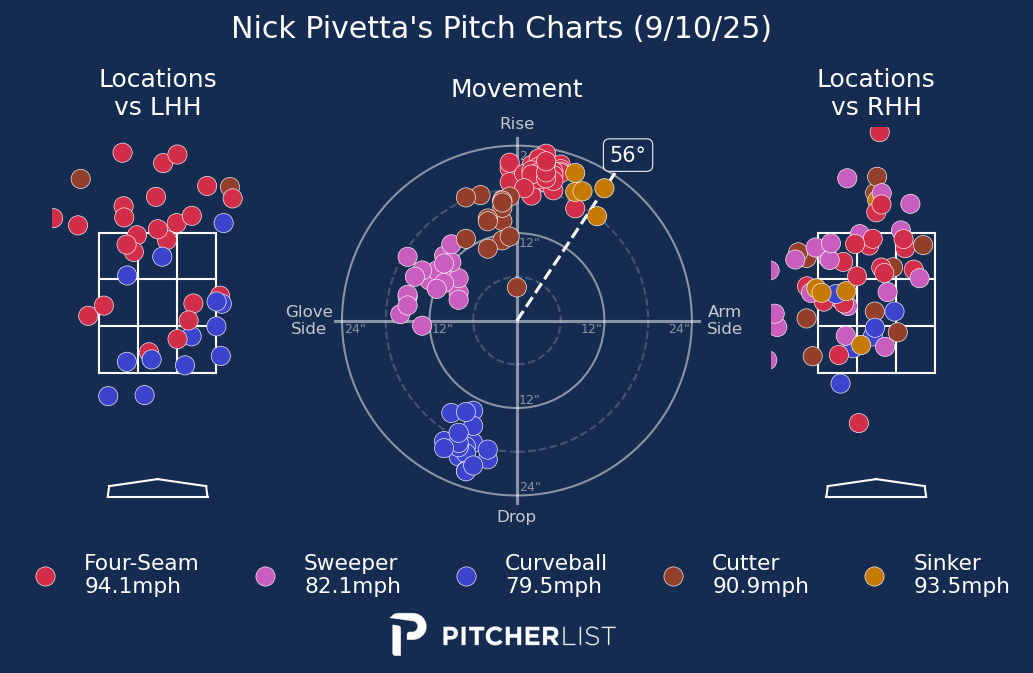 Nick Pivetta's Pitch Charts (9/10/25)
Locations
vs LHH
Movement
Locations
vs RHH
Rise
56°
12"
Glove
Side
24"
12"
12"
24"
Arm
Side
12"
24"
Drop
Four-Seam
94.1mph
Sweeper
82.1mph
Curveball
79.5mph
Cutter
90.9mph
Sinker
93.5mph
PITCHERLIST